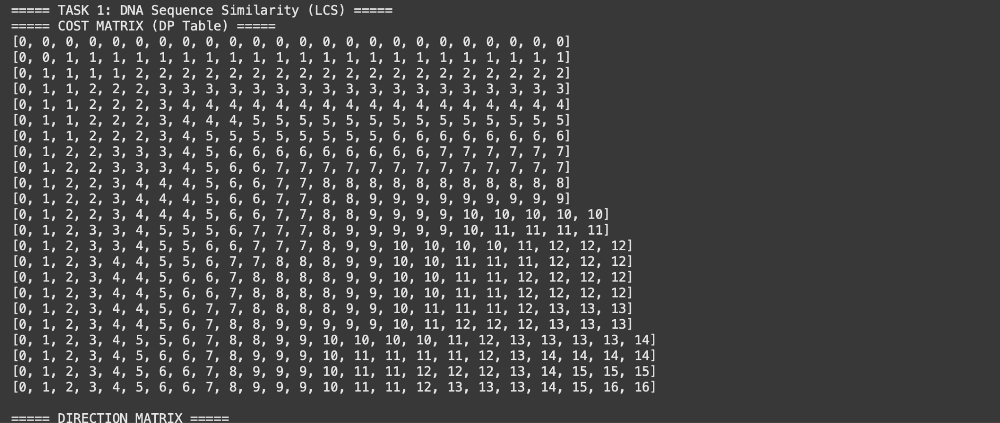 ===== TASK 1: DNA Sequence Similarity (LCS) =====
===== COST MATRIX (DP Table) =====
[0, 0, 0, 0, 0, 0, 0, 0, 0, 0, 0, 0, 0, 0, 0, 0, 0, 0, 0, 0, 0, 0, 0, 0]
[0, 0, 1, 1, 1, 1, 1, 1, 1, 1, 1, 1, 1, 1, 1, 1, 1, 1, 1, 1, 1, 1, 1, 1]
[0, 1, 1, 1, 1, 2, 2, 2, 2, 2, 2, 2, 2, 2, 2, 2, 2, 2, 2, 2, 2, 2, 2, 2]
[0, 1, 1, 2, 2, 2, 3, 3, 3, 3, 3, 3, 3, 3, 3, 3, 3, 3, 3, 3, 3, 3, 3, 3]
[0, 1, 1, 2, 2, 2, 3, 4, 4, 4, 4, 4, 4, 4, 4, 4, 4, 4, 4, 4, 4, 4, 4, 4]
[0, 1, 1, 2, 2, 2, 3, 4, 4, 4, 5, 5, 5, 5, 5, 5, 5, 5, 5, 5, 5, 5, 5, 5]
[0, 1, 1, 2, 2, 2, 3, 4, 5, 5, 5, 5, 5, 5, 5, 5, 6, 6, 6, 6, 6, 6, 6, 6]
[0, 1, 2, 2, 3, 3, 3, 4, 5, 6, 6, 6, 6, 6, 6, 6, 6, 6, 7, 7, 7, 7, 7, 7]
[0, 1, 2, 2, 3, 3, 3, 4, 5, 6, 6, 7, 7, 7, 7, 7, 7, 7, 7, 7, 7, 7, 7, 7]
[0, 1, 2, 2, 3, 4, 4, 4, 5, 6, 6, 7, 7, 8, 8, 8, 8, 8, 8, 8, 8, 8, 8, 8]
[0, 1, 2, 2, 3, 4, 4, 4, 5, 6, 6, 7, 7, 8, 8, 9, 9, 9, 9, 9, 9, 9, 9, 9]
[0, 1, 2, 2, 3, 4, 4, 4, 5, 6, 6, 7, 7, 8, 8, 9, 9, 9, 9, 10, 10, 10, 10, 10]
[0, 1, 2, 3, 3, 4, 5, 5, 5, 6, 7, 7, 7, 8, 9, 9, 9, 9, 9, 10, 11, 11, 11, 11]
[0, 1, 2, 3, 3, 4, 5, 5, 6, 6, 7, 7, 7, 8, 9, 9, 10, 10, 10, 10, 11, 12, 12, 12]
[0, 1, 2, 3, 4, 4, 5, 5, 6, 7, 7, 8, 8, 8, 9, 9, 10, 10, 11, 11, 11, 12, 12, 12]
[0, 1, 2, 3, 4, 4, 5, 6, 6, 7, 8, 8, 8, 8, 9, 9, 10, 10, 11, 11, 12, 12, 12, 12]
[0, 1, 2, 3, 4, 4, 5, 6, 6, 7, 8, 8, 8, 8, 9, 9, 10, 10, 11, 11, 12, 12, 12, 12]
[0, 1, 2, 3, 4, 4, 5, 6, 7, 7, 8, 8, 8, 8, 9, 9, 10, 11, 11, 11, 12, 13, 13, 13]
[0, 1, 2, 3, 4, 4, 5, 6, 7, 8, 8, 9, 9, 9, 9, 9, 10, 11, 12, 12, 12, 13, 13, 13]
[0, 1, 2, 3, 4, 5, 5, 6, 7, 8, 8, 9, 9, 10, 10, 10, 10, 11, 12, 13, 13, 13, 13, 14]
[0, 1, 2, 3, 4, 5, 6, 6, 7, 8, 9, 9, 9, 10, 11, 11, 11, 11, 12, 13, 14, 14, 14, 14]
[0, 1, 2, 3, 4, 5, 6, 6, 7, 8, 9, 9, 9, 10, 11, 11, 12, 12, 12, 13, 14, 15, 15, 15]
[0, 1, 2, 3, 4, 5, 6, 6, 7, 8, 9, 9, 9, 10, 11, 11, 12, 13, 13, 13, 14, 15, 16, 16]
===== DIRECTION MATRIX =====